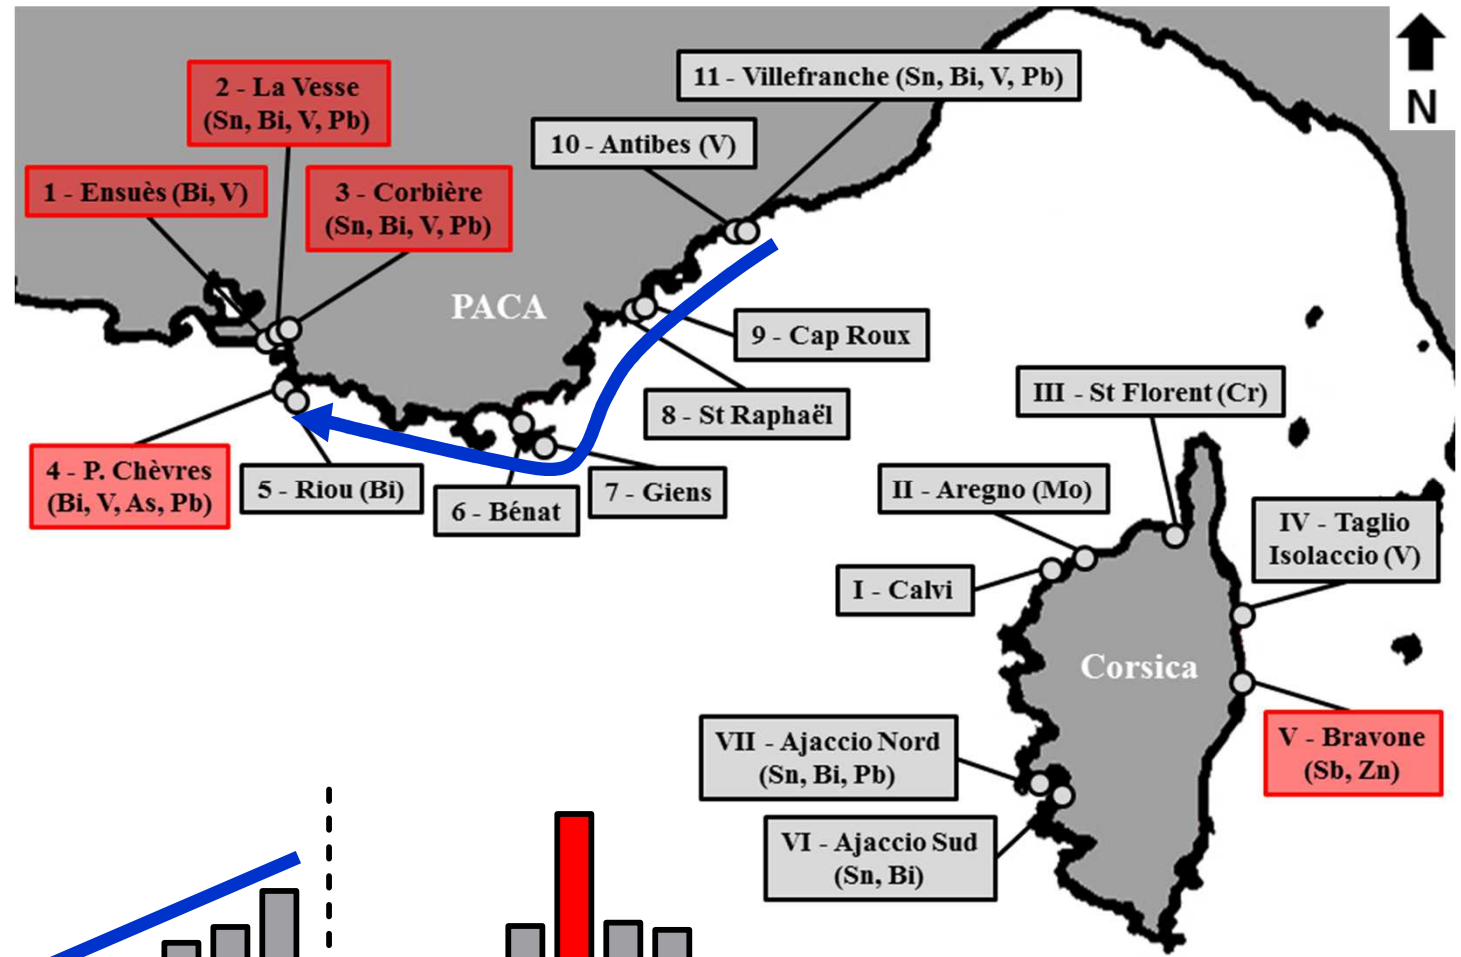 2 - La Vesse
(Sn, Bi, V, Pb)
11 - Villefranche (Sn, Bi, V, Pb)
N
10 - Antibes (V)
1 - Ensuès (Bi, V)
3 - Corbière
(Sn, Bi, V, Pb)
PACA
9 - Cap Roux
8 - St Raphaël
III - St Florent (Cr)
4 - P. Chèvres
(Bi, V, As, Pb)
5 - Riou (Bi)
6 - Bénat
7 - Giens
II - Aregno (Mo)
IV - Taglio
Isolaccio (V)
I - Calvi
Corsica
VII - Ajaccio Nord
(Sn, Bi, Pb)
V - Bravone
(Sb, Zn)
VI - Ajaccio Sud
(Sn, Bi)